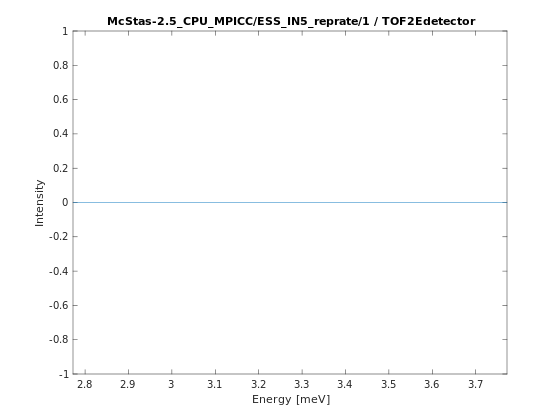 McStas-2.5_CPU_MPICC/ESS_IN5_reprate/1 / TOF2Edetector
1
0.8
0.6
0.4
0.2
0
-0.2
-0.4
-0.6
-0.8
-1
Intensity
2.8 2.9 3 3.1 3.2 3.3 3.4 3.5 3.6 3.7
Energy [meV]